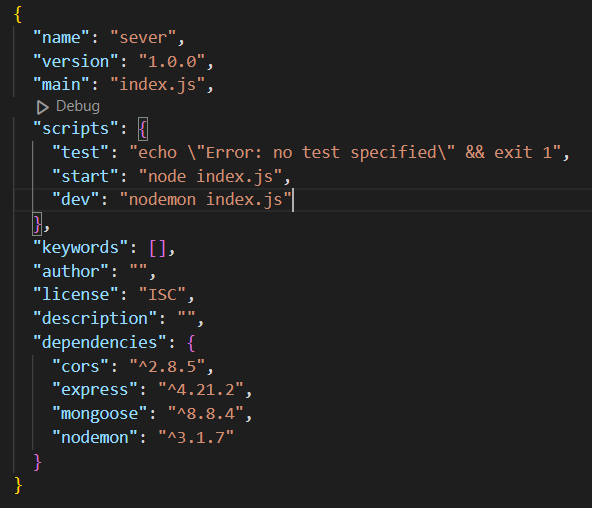 {
"name": "sever",
"version": "1.0.0",
"main": "index.js",
Debug
"scripts": {
"test": "echo \"Error: no test specified\" && exit 1",
"start": "node index.js",
"dev": "nodemon index.js"
},
"keywords": [],
"author": "",
"license": "ISC",
"description": "",
"dependencies": {
"cors": "^2.8.5",
"express": "^4.21.2",
"mongoose": "^8.8.4",
"nodemon": "^3.1.7"
}
}